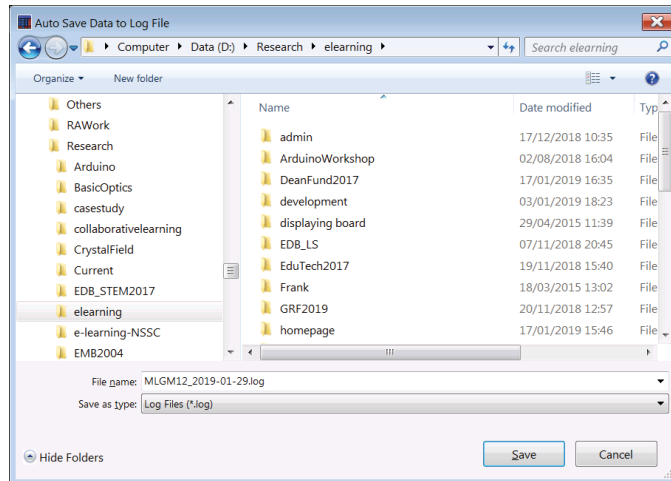 Auto Save Data to Log File
Computer Data (D:) Research elearning
Search elearning
Organize New folder
Others
RAWork
Research
Arduino
BasicOptics
casestudy
collaborativelearning
CrystalField
Current
EDB_STEM2017
elearning
e-learning-NSSC
EMB2004
Name Date modified Typ
admin 17/12/2018 10:35 File
ArduinoWorkshop 02/08/2018 16:04 File
DeanFund2017 17/01/2019 16:35 File
development 03/01/2019 18:23 File
displaying board 29/04/2015 11:39 File
EDB_LS 07/11/2018 20:45 File
EduTech2017 19/11/2018 15:40 File
Frank 18/03/2015 13:02 File
GRF2019 20/11/2018 12:57 File
homepage 17/01/2019 15:46 File
File name: MLGM12_2019-01-29.log
Save as type: Log Files (*.log)
Hide Folders
Save Cancel